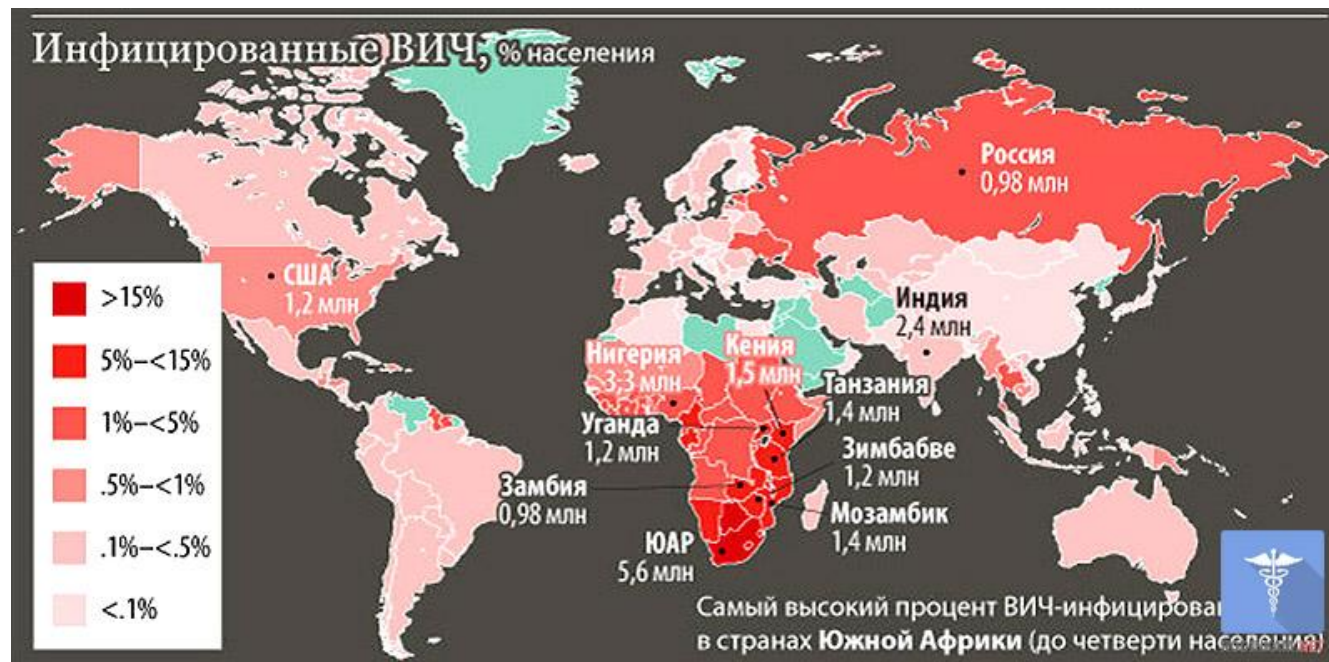 Инфицированные ВИЧ, % населения
Россия
0,98 млн
США
1,2 млн
>15%
5%–<15%
1%–<5%
.5%–<1%
.1%–<.5%
<.1%
Индия
2,4 млн
Нигерия
3,3 млн
Кения
1,5 млн
Танзания
1,4 млн
Уганда
1,2 млн
Зимбабве
1,2 млн
Замбия
0,98 млн
Мозамбик
1,4 млн
ЮАР
5,6 млн
Самый высокий процент ВИЧ-инфицирован
в странах Южной Африки (до четверти населения)